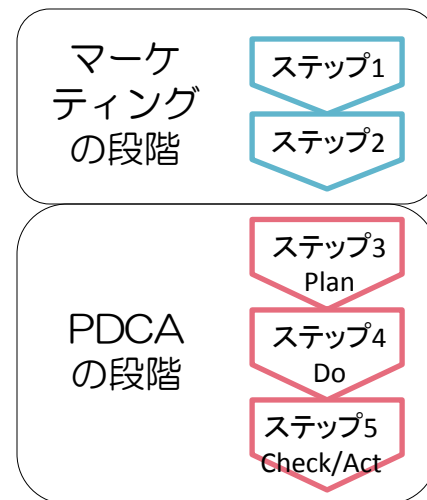 マーケ
ティング
の段階
ステップ1
ステップ2
PDCA
の段階
ステップ3
Plan
ステップ4
Do
ステップ5
Check/Act